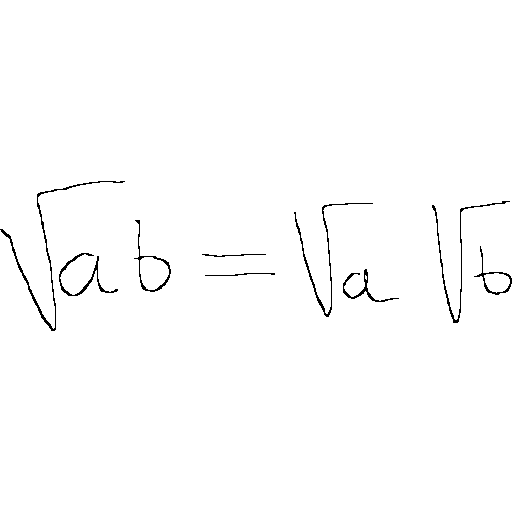 √ab = √a √b